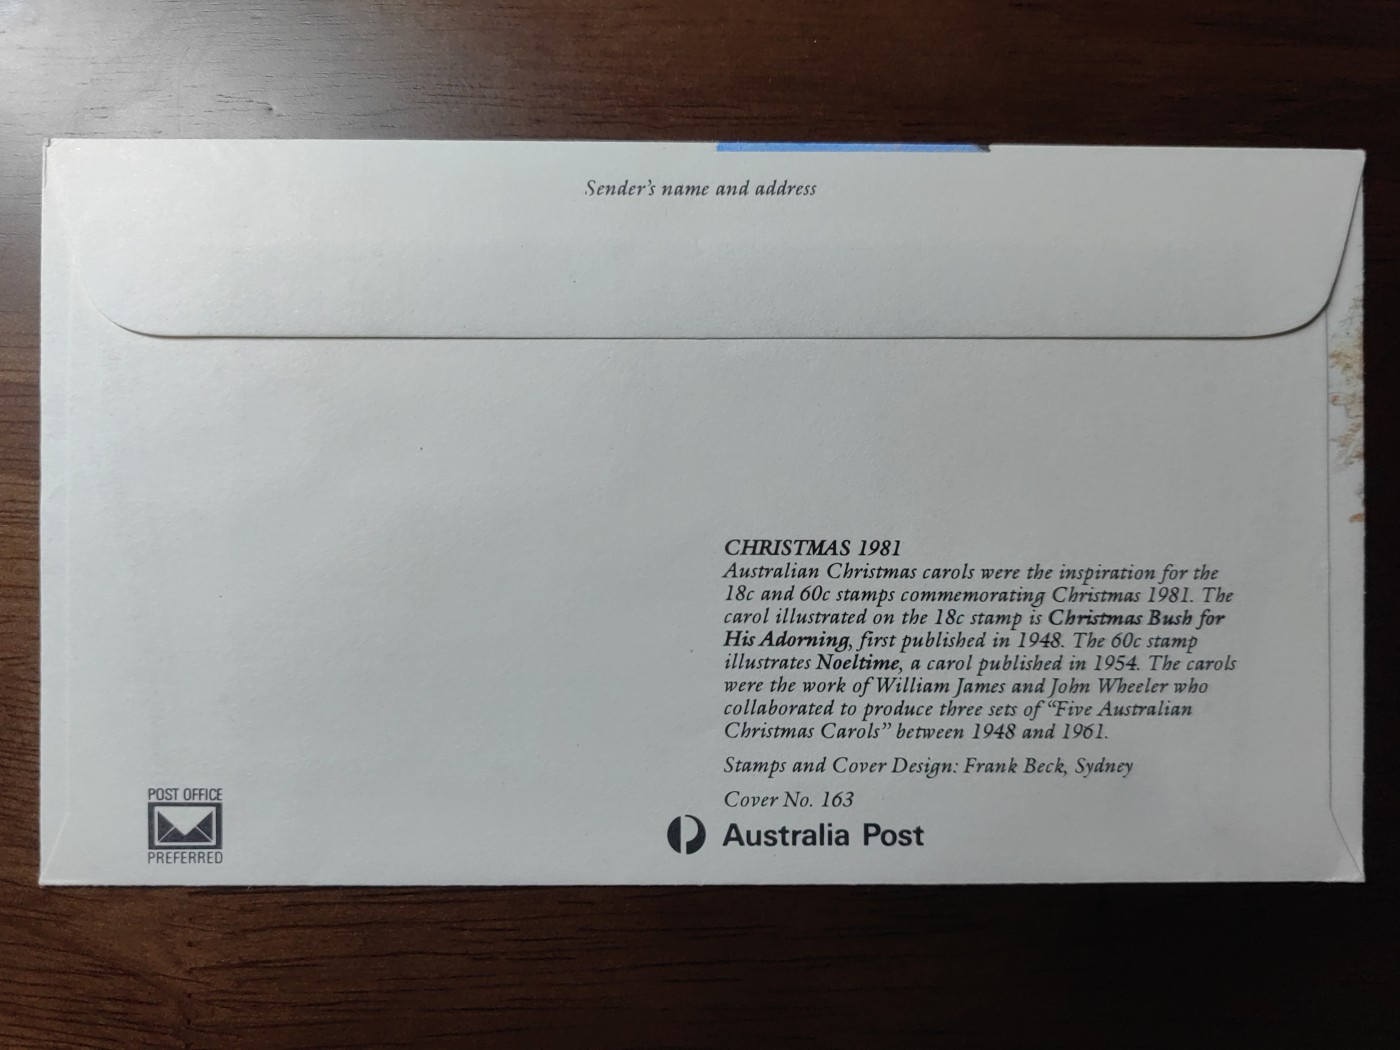 Sender's name and address
CHRISTMAS 1981
Australian Christmas carols were the inspiration for the
18c and 60c stamps commemorating Christmas 1981. The
carol illustrated on the 18c stamp is Christmas Bush for
His Adorning, first published in 1948. The 60c stamp
illustrates Noeltime, a carol published in 1954. The carols
were the work of William James and John Wheeler who
collaborated to produce three sets of “Five Australian
Christmas Carols” between 1948 and 1961.
Stamps and Cover Design: Frank Beck, Sydney
Cover No. 163
Australia Post
POST OFFICE
PREFERRED